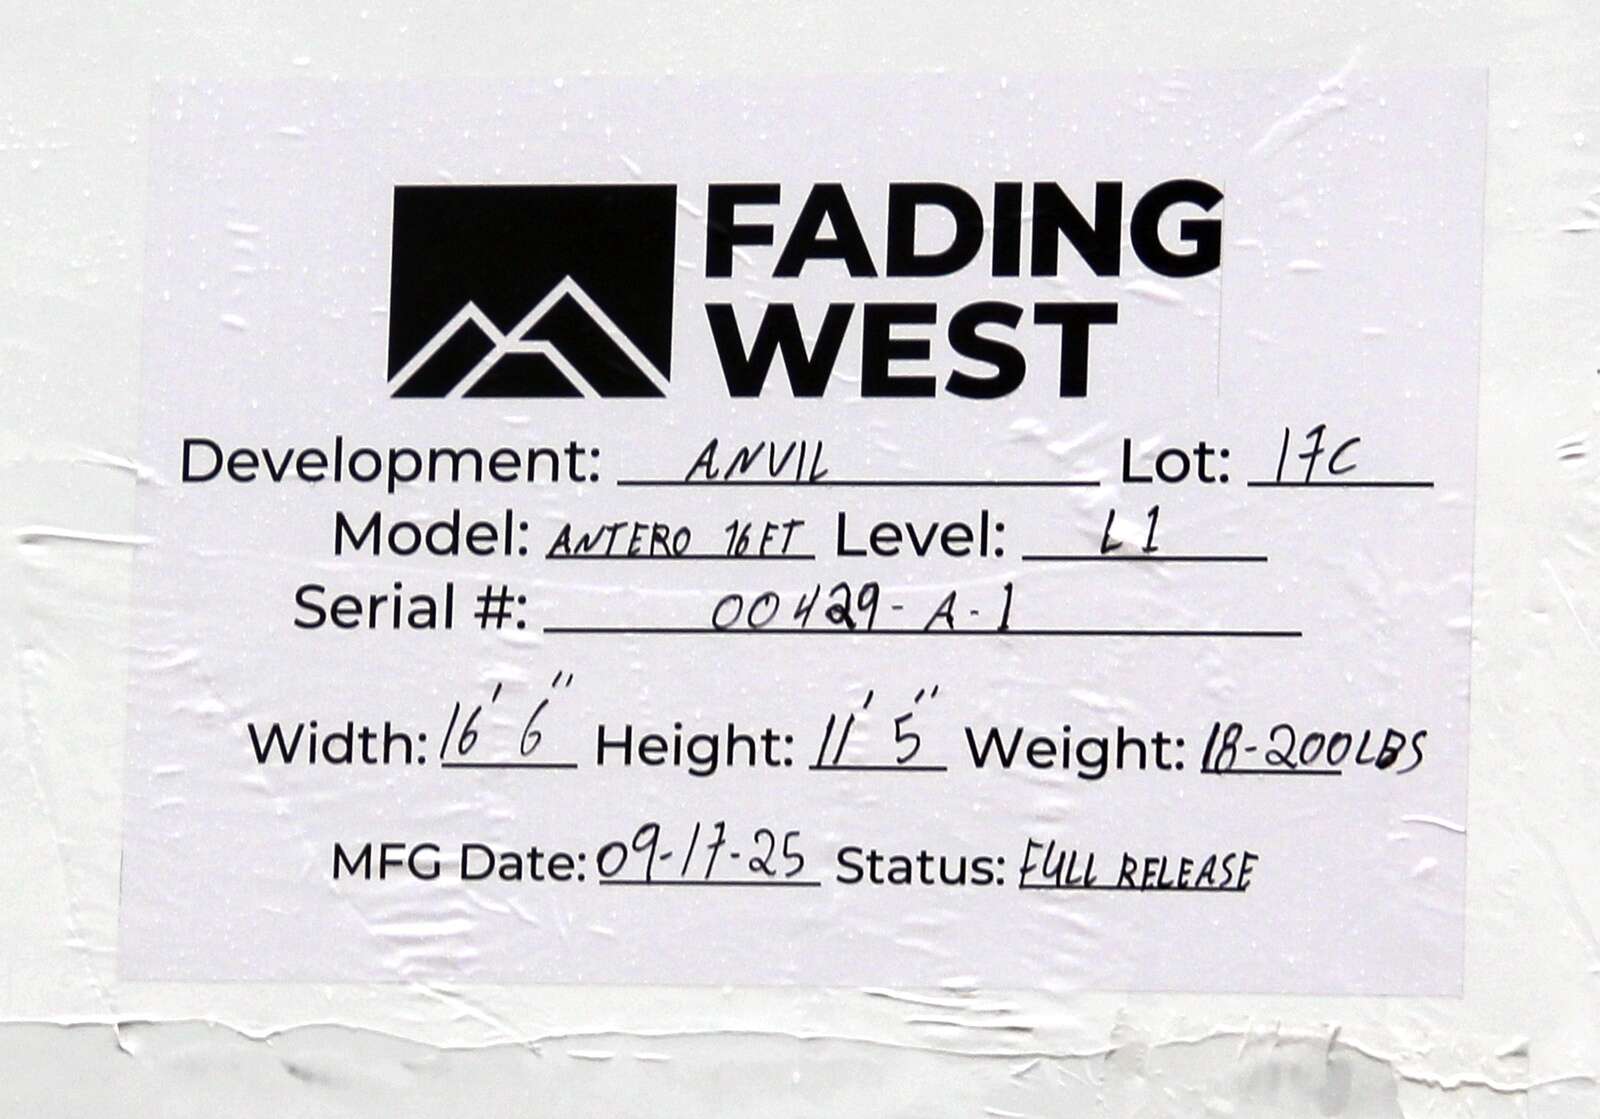 FADING
WEST
Development: ANVIL Lot: 17C
Model: ANTERO 16FT Level: L1
Serial #: 00429-A-1
Width: 16' 6" Height: 11' 5" Weight: 18-200LBS
MFG Date: 09-17-25 Status: FULL RELEASE